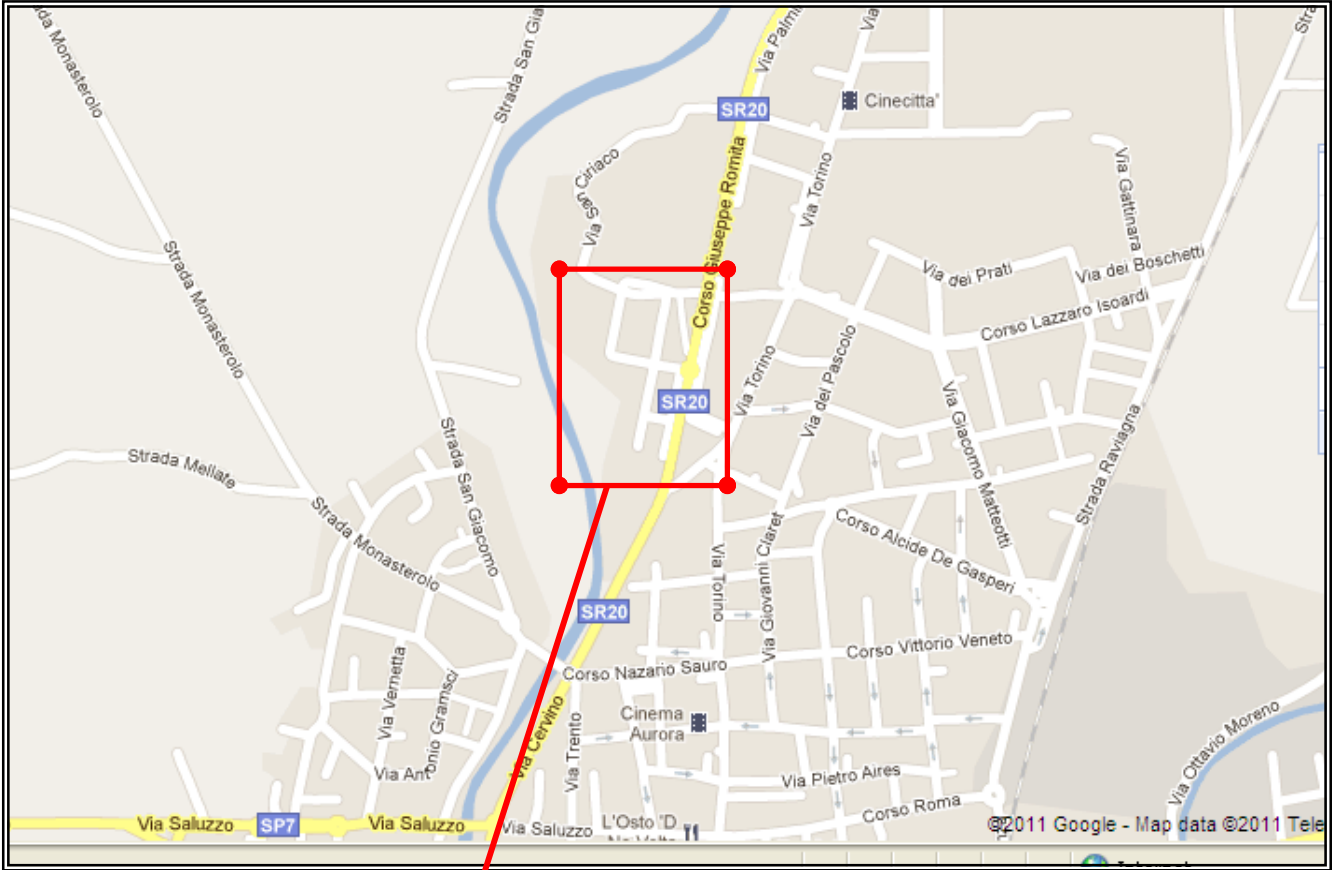 Strada Monasterolo
Strada San Gia
Via Palmi
Via
Cinecitta'
SR20
Via San Ciriaco
Corso Giuseppe Romita
Via Torino
Via Gattinara
Via dei Prati
Via dei Boschetti
Strada Monasterolo
Corso Lazzaro Isoardi
Via Torino
Via del Pascolo
SR20
Via Giacomo Matteotti
Strada Raviagna
Strada Mellate
Strada San Giacomo
Strada Monasterolo
Corso Alcide De Gasperi
Via Torino
Via Giovanni Claret
SR20
Corso Vittorio Veneto
Corso Nazario Sauro
Via Vernetta
Via Ant
onio Gramsci
Via Cervino
Via Trento
Cinema
Aurora
Via Ottavio Moreno
Via Pietro Aires
Corso Roma
Via Saluzzo
SP7
Via Saluzzo
Via Saluzzo
L'Osto 'D
©2011 Google - Map data ©2011 Tele